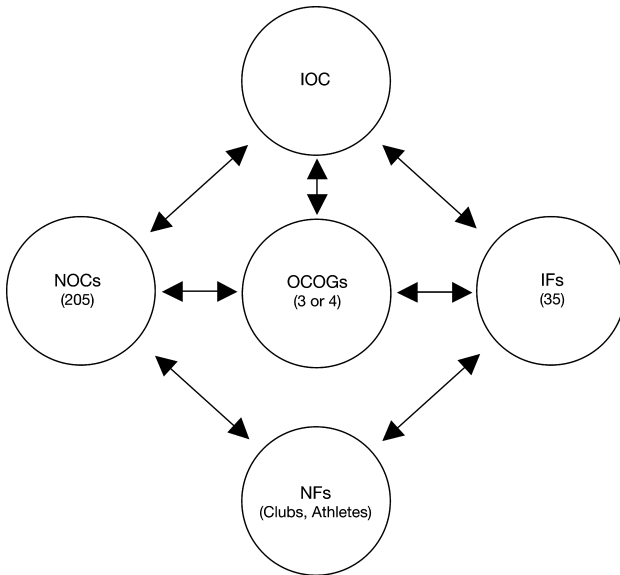 IOC
NOCs
(205)
OCOGs
(3 or 4)
IFs
(35)
NFs
(Clubs, Athletes)